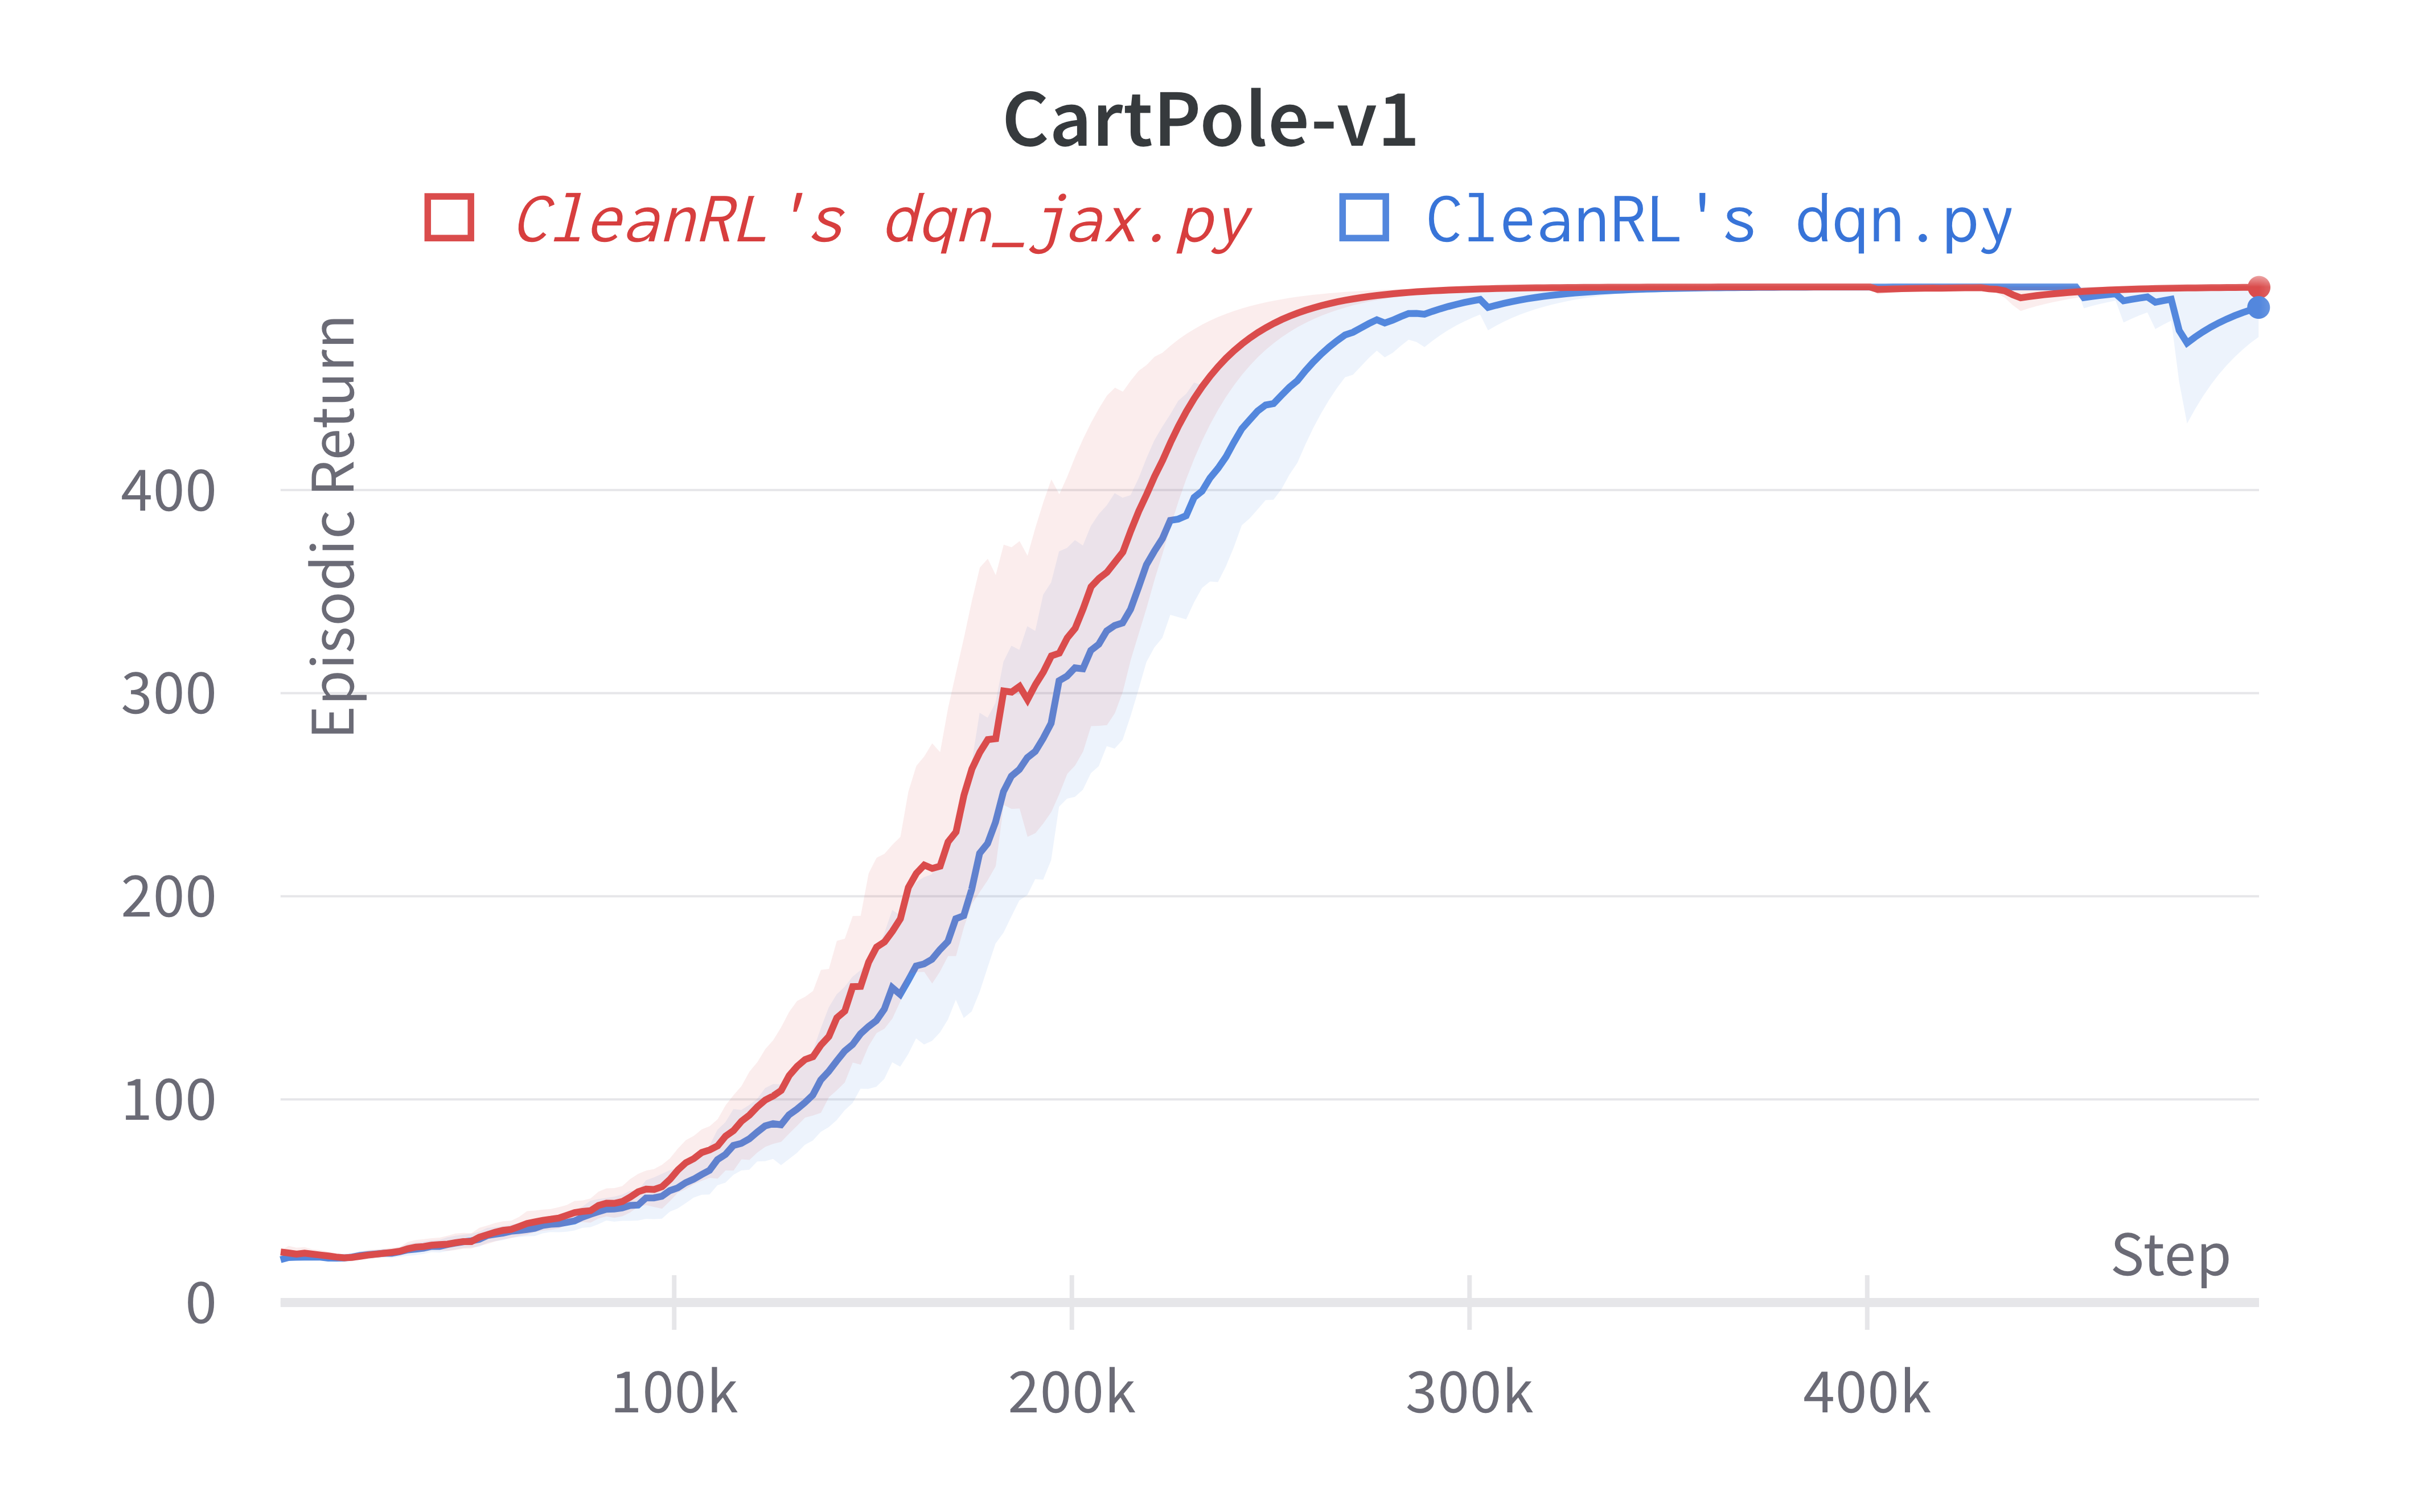 CartPole-v1
CleanRL's dqn_jax.py CleanRL's dqn.py
Episodic Return
400
300
200
100
0
Step
100k 200k 300k 400k